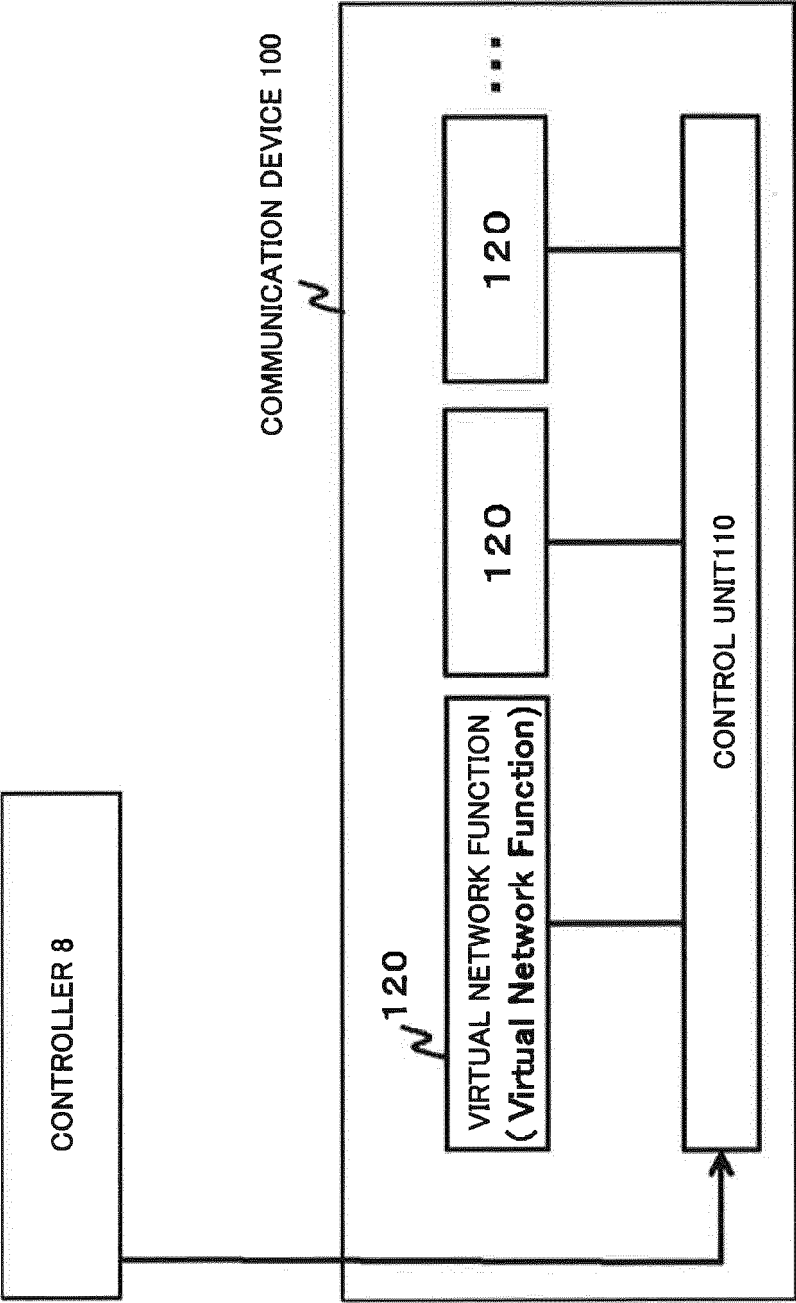 CONTROLLER 8
COMMUNICATION DEVICE 100
120
VIRTUAL NETWORK FUNCTION
( Virtual Network Function)
120
120
...
CONTROL UNIT110